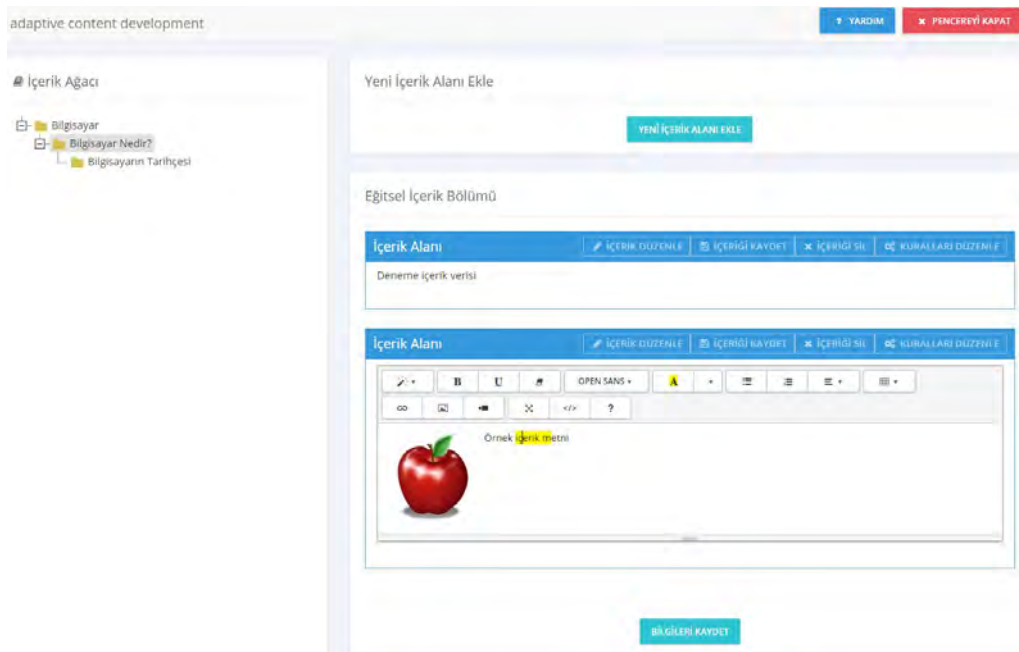 adaptive content development
? YARDIM
× PENCEREYİ KAPAT
İçerik Ağacı
Bilgisayar
Bilgisayar Nedir?
Bilgisayarın Tarihçesi
Yeni İçerik Alanı Ekle
YENİ İÇERİK ALANI EKLE
Eğitsel İçerik Bölümü
İçerik Alanı
İÇERİK DÜZENLE
İÇERİĞİ KAYDET
× İÇERİĞİ SİL
KURALLARI DÜZENLE
Deneme içerik verisi
İçerik Alanı
İÇERİK DÜZENLE
İÇERİĞİ KAYDET
× İÇERİĞİ SİL
KURALLARI DÜZENLE
B U OPEN SANS A
</> ?
Örnek içerik metni
BİLGİLERİ KAYDET